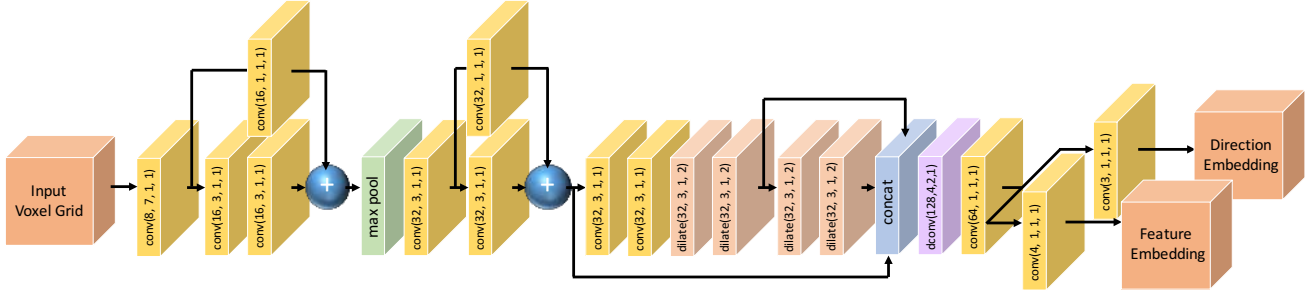 Input
Voxel Grid
conv(8, 7, 1, 1)
conv(16, 1, 1, 1)
conv(16, 3, 1, 1)
conv(16, 3, 1, 1)
+
max pool
conv(32, 3, 1, 1)
conv(32, 1, 1, 1)
conv(32, 3, 1, 1)
+
conv(32, 3, 1, 1)
conv(32, 3, 1, 1)
dilate(32, 3, 1, 2)
dilate(32, 3, 1, 2)
dilate(32, 3, 1, 2)
dilate(32, 3, 1, 2)
concat
dconv(128,4,2,1)
conv(64, 1, 1, 1)
conv(4, 1, 1, 1)
conv(3, 1, 1, 1)
Direction
Embedding
Feature
Embedding